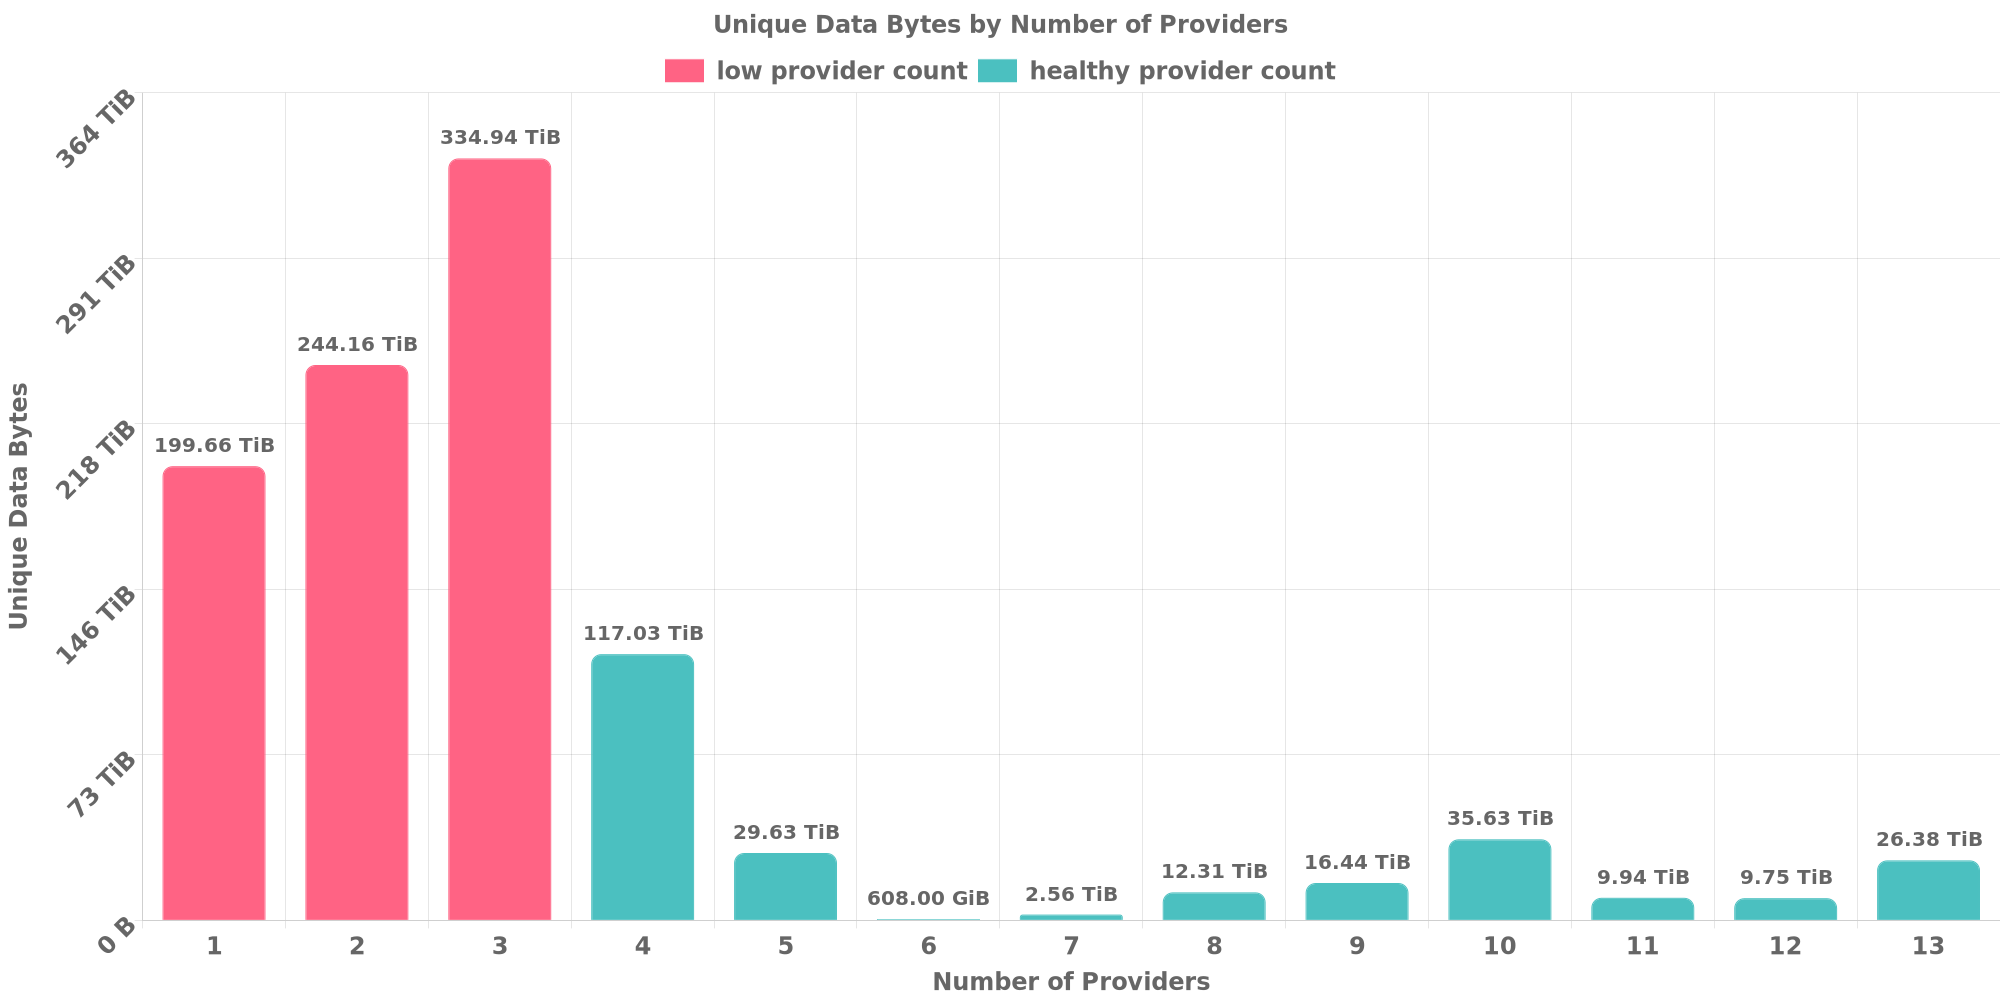 Unique Data Bytes by Number of Providers
low provider count healthy provider count
364 TiB
291 TiB
218 TiB
146 TiB
73 TiB
0 B
Unique Data Bytes
199.66 TiB
244.16 TiB
334.94 TiB
117.03 TiB
29.63 TiB
608.00 GiB
2.56 TiB
12.31 TiB
16.44 TiB
35.63 TiB
9.94 TiB
9.75 TiB
26.38 TiB
1 2 3 4 5 6 7 8 9 10 11 12 13
Number of Providers